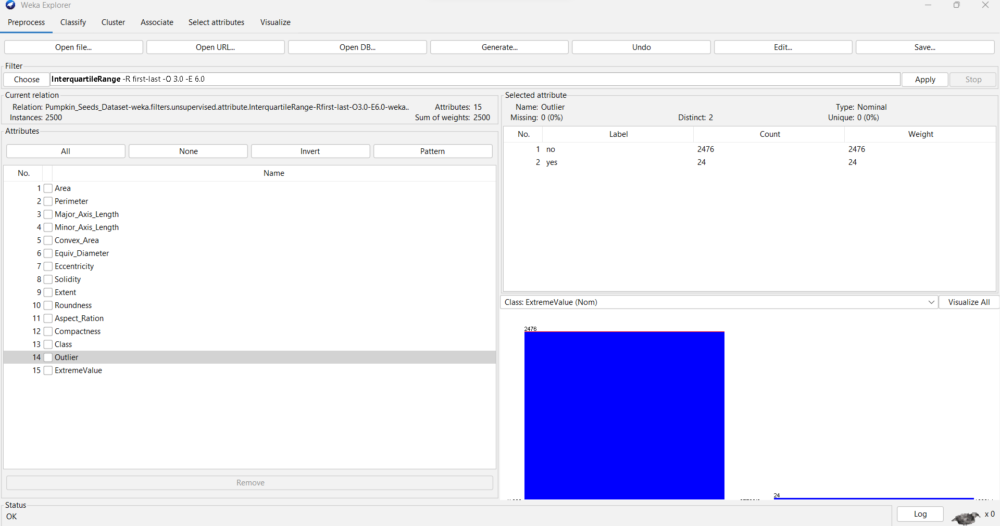 Weka Explorer
Preprocess Classify Cluster Associate Select attributes Visualize
Open file... Open URL... Open DB... Generate... Undo Edit... Save...
Filter
Choose InterquartileRange -R first-last -O 3.0 -E 6.0 Apply Stop
Current relation
Relation: Pumpkin_Seeds_Dataset-weka.filters.unsupervised.attribute.InterquartileRange-Rfirst-last-O3.0-E6.0-weka.. Attributes: 15
Instances: 2500 Sum of weights: 2500
Attributes
All None Invert Pattern
No. Name
1 Area
2 Perimeter
3 Major_Axis_Length
4 Minor_Axis_Length
5 Convex_Area
6 Equiv_Diameter
7 Eccentricity
8 Solidity
9 Extent
10 Roundness
11 Aspect_Ration
12 Compactness
13 Class
14 Outlier
15 ExtremeValue
Remove
Selected attribute
Name: Outlier Type: Nominal
Missing: 0 (0%) Distinct: 2 Unique: 0 (0%)
No. Label Count Weight
1 no 2476 2476
2 yes 24 24
Class: ExtremeValue (Nom) Visualize All
2476
24
Status
OK
Log x 0